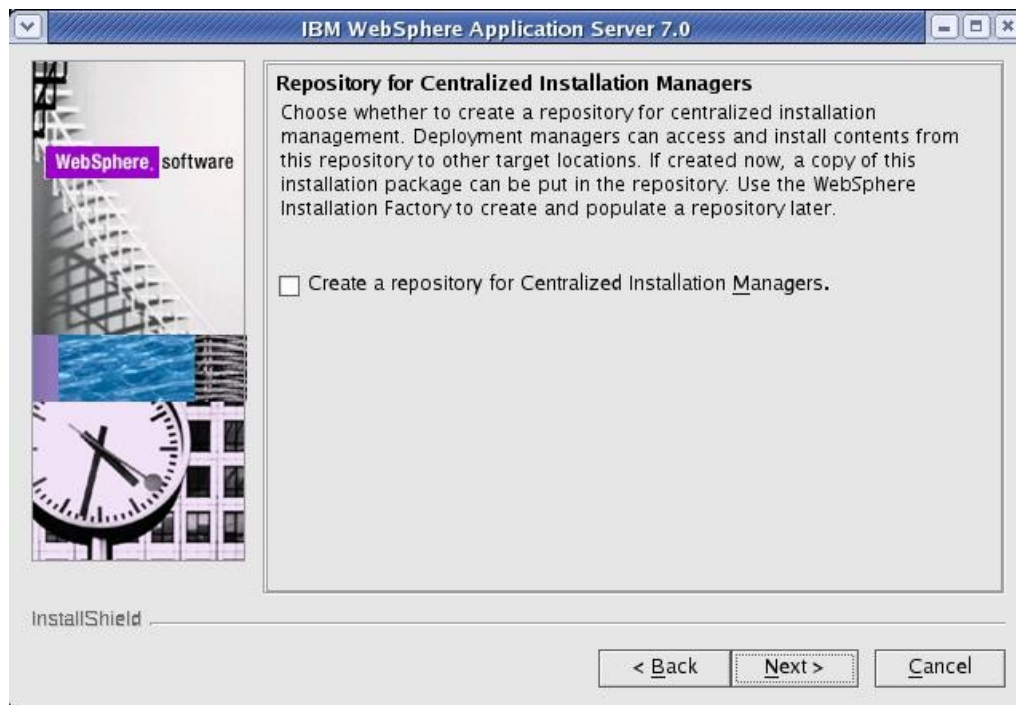 IBM WebSphere Application Server 7.0
WebSphere. software
Repository for Centralized Installation Managers
Choose whether to create a repository for centralized installation
management. Deployment managers can access and install contents from
this repository to other target locations. If created now, a copy of this
installation package can be put in the repository. Use the WebSphere
Installation Factory to create and populate a repository later.
Create a repository for Centralized Installation Managers.
InstallShield
< Back
Next >
Cancel